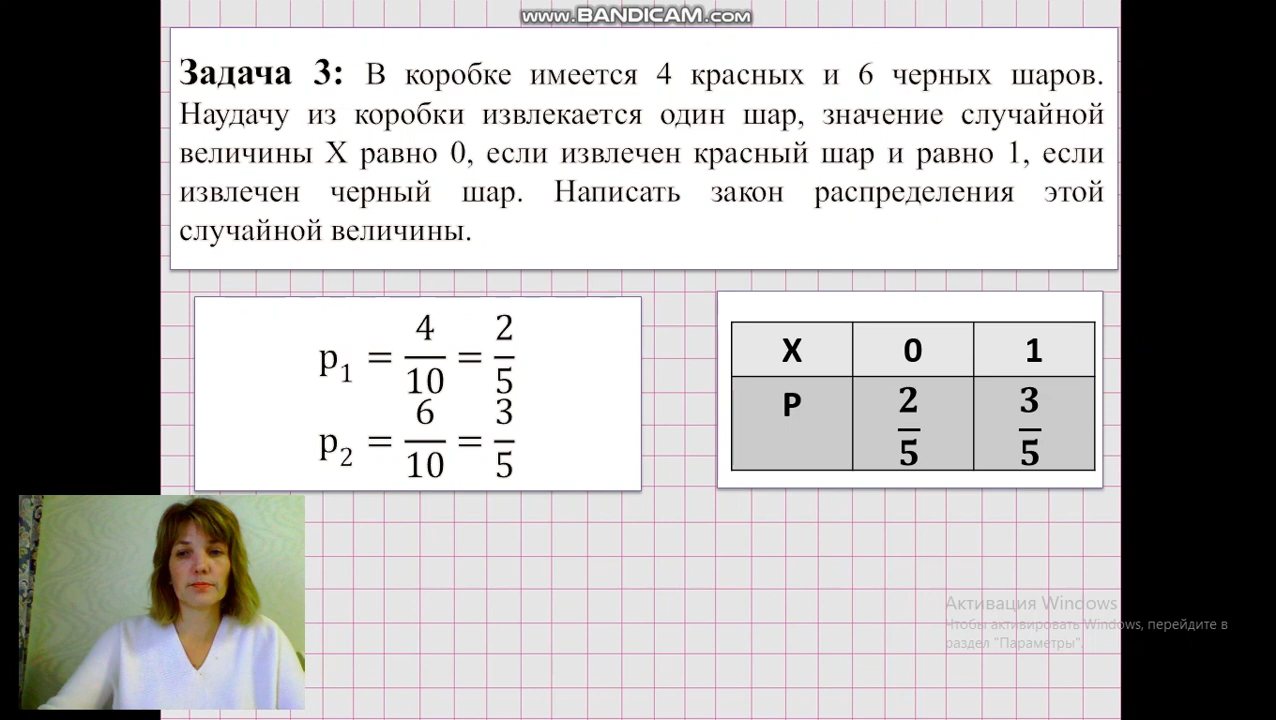 www.BANDICAM.com
Задача 3: В коробке имеется 4 красных и 6 черных шаров.
Наудачу из коробки извлекается один шар, значение случайной
величины X равно 0, если извлечен красный шар и равно 1, если
извлечен черный шар. Написать закон распределения этой
случайной величины.
p₁ = 4/10 = 2/5
p₂ = 6/10 = 3/5
X 0 1
P 2/5 3/5
Активация Windows
Чтобы активировать Windows, перейдите в
раздел "Параметры".